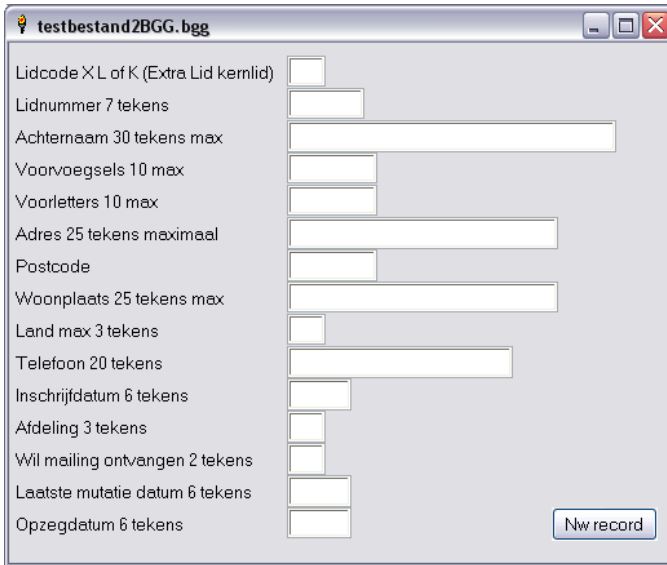 testbestand2BGG.bgg
Lidcode X L of K (Extra Lid kernlid)
Lidnummer 7 tekens
Achternaam 30 tekens max
Voorvoegsels 10 max
Voorletters 10 max
Adres 25 tekens maximaal
Postcode
Woonplaats 25 tekens max
Land max 3 tekens
Telefoon 20 tekens
Inschrijfdatum 6 tekens
Afdeling 3 tekens
Wil mailing ontvangen 2 tekens
Laatste mutatie datum 6 tekens
Opzegdatum 6 tekens
Nw record